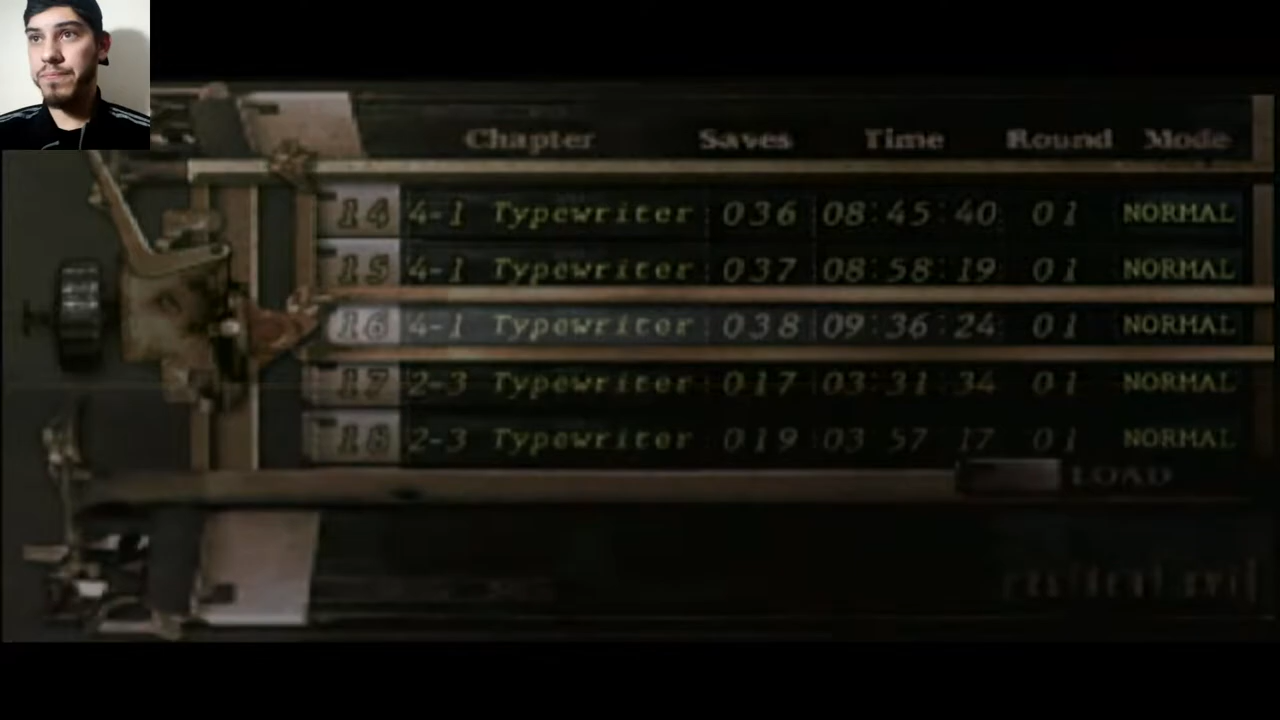 Chapter Saves Time Round Mode
14 4-1 Typewriter 036 08:45:40 01 NORMAL
15 4-1 Typewriter 037 08:58:19 01 NORMAL
16 4-1 Typewriter 038 09:36:24 01 NORMAL
17 2-3 Typewriter 017 03:31:34 01 NORMAL
18 2-3 Typewriter 019 03 57 17 01 NORMAL
LOAD